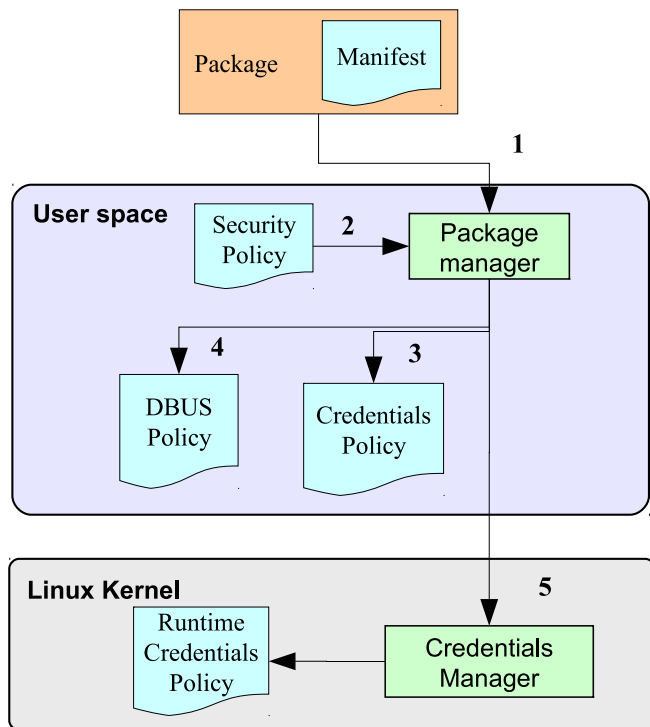 Package
Manifest
1
User space
Security
Policy
2
Package
manager
4
3
DBUS
Policy
Credentials
Policy
Linux Kernel
5
Runtime
Credentials
Policy
Credentials
Manager